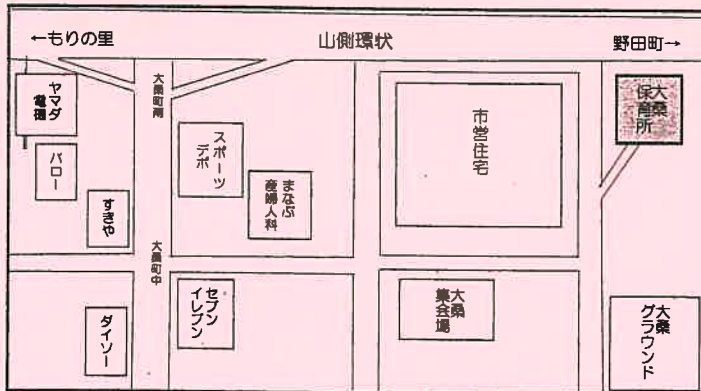 ←もりの里
山側環状
野田町→
ヤマダ
電機
大桑町南
大桑
保育所
スポーツ
デポ
市営住宅
バロー
まなぶ
産婦人科
すきや
大桑町中
セブン
イレブン
大桑
集会場
大桑
グラウンド
ダイソー